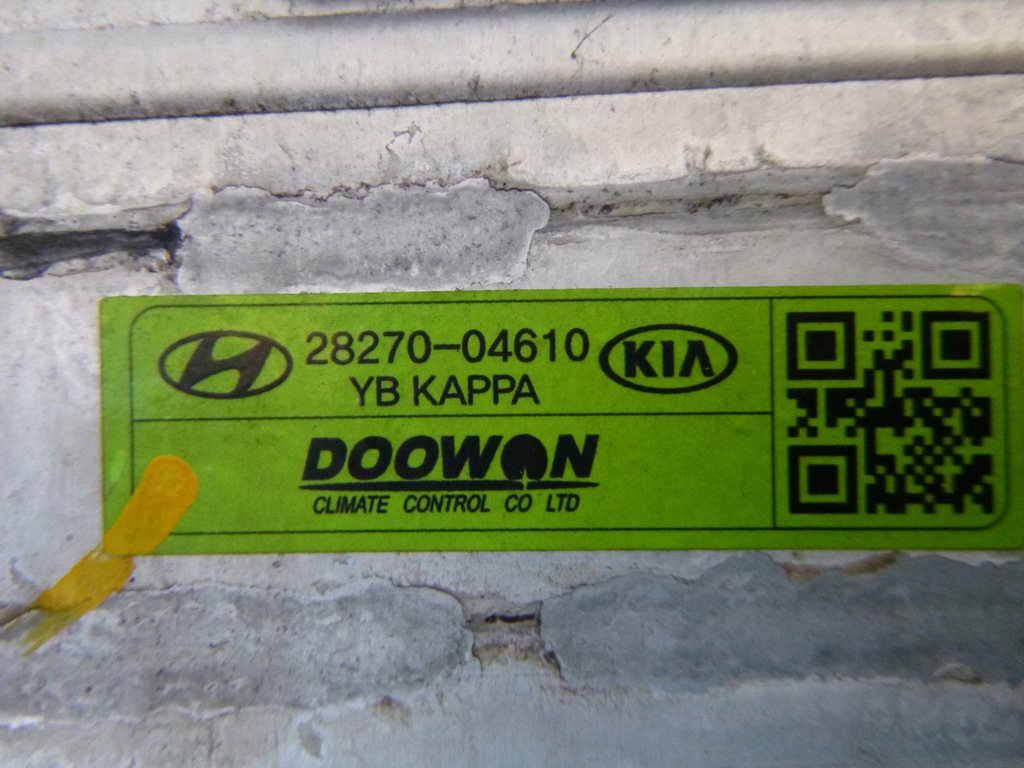 28270-04610 KIA
YB KAPPA
DOOWON
CLIMATE CONTROL CO LTD